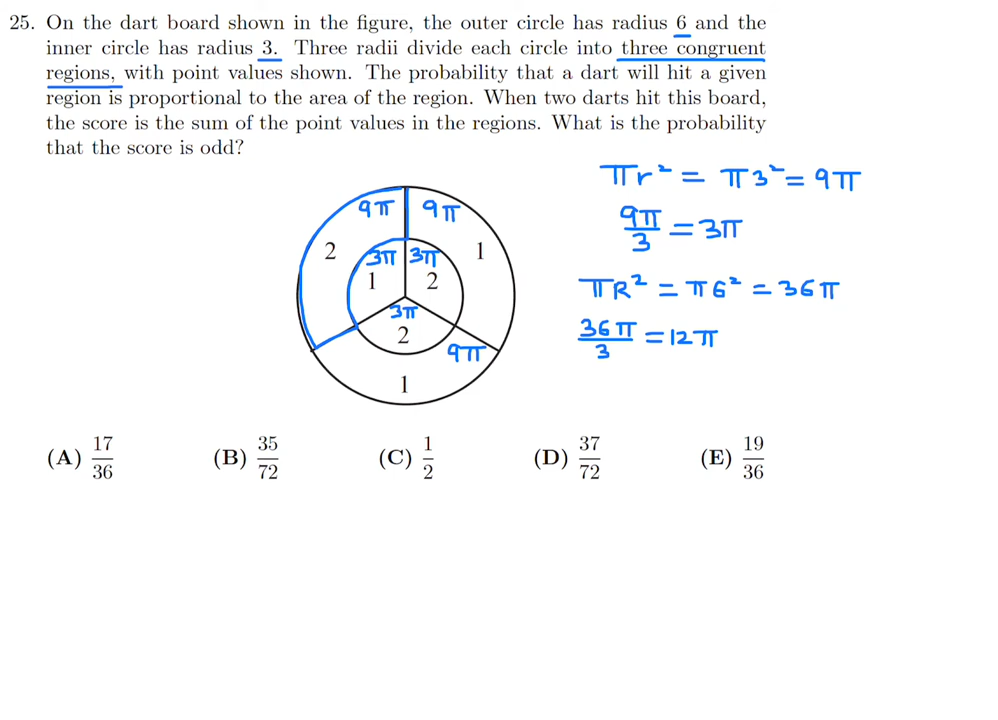 25. On the dart board shown in the figure, the outer circle has radius 6 and the
inner circle has radius 3. Three radii divide each circle into three congruent
regions, with point values shown. The probability that a dart will hit a given
region is proportional to the area of the region. When two darts hit this board,
the score is the sum of the point values in the regions. What is the probability
that the score is odd?
πr² = π3² = 9π
9π/3 = 3π
πR² = π6² = 36π
36π/3 = 12π
9π 9π
2 3π 3π 1
1 2
3π
2
9π
1
(A) 17/36 (B) 35/72 (C) 1/2 (D) 37/72 (E) 19/36